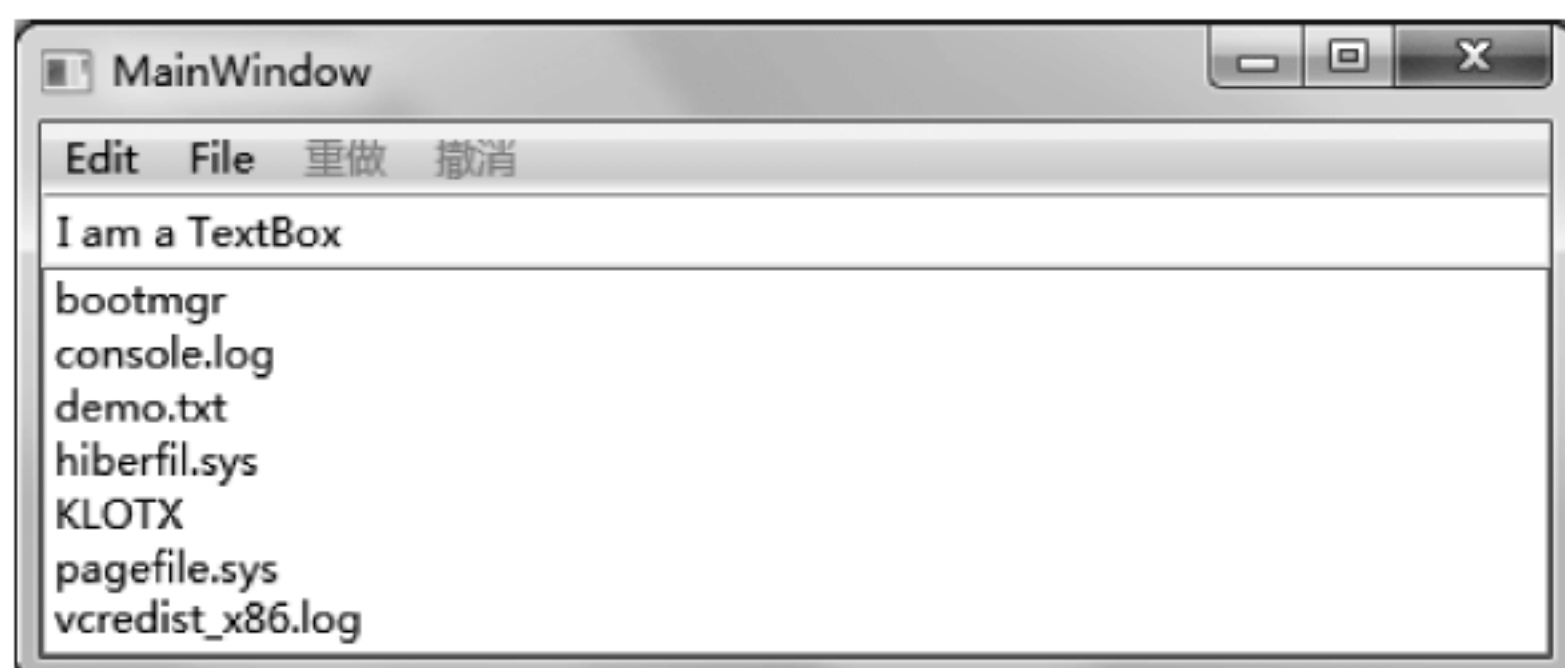 MainWindow
Edit File 重做 撤消
I am a TextBox
bootmgr
console.log
demo.txt
hiberfil.sys
KLOTX
pagefile.sys
vcredist_x86.log